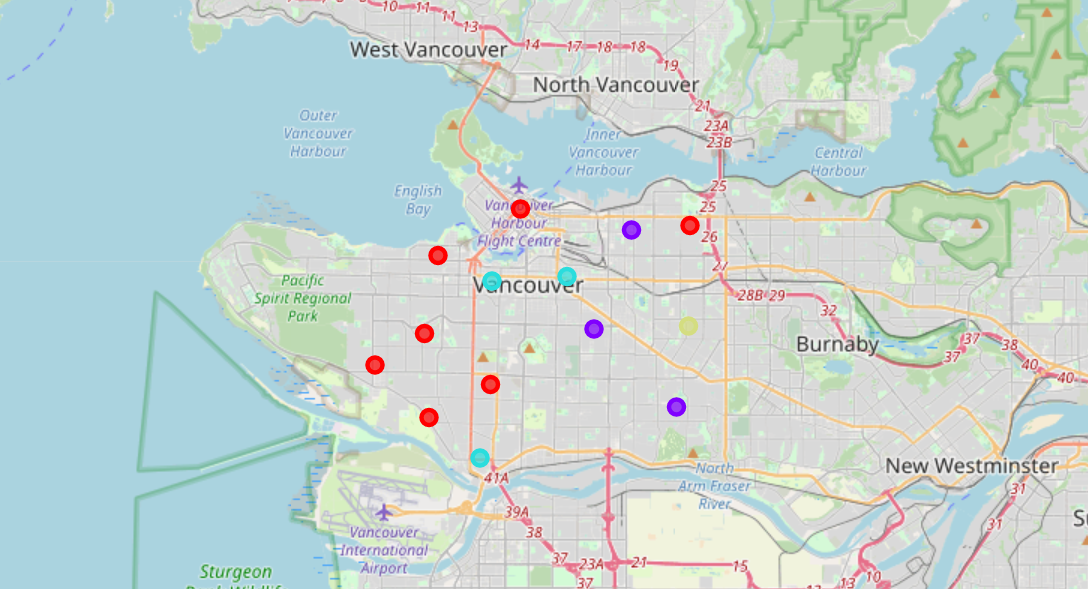 10 11 11 13
West Vancouver
14 17 18 18
19
North Vancouver
21
23A
23B
Outer
Vancouver
Harbour
Inner
Vancouver
Harbour
Central
Harbour
25
25
26
27
English
Bay
Harbour
Flight Centre
Vancouver
Pacific
Spirit Regional
Park
28B 29
32
Burnaby
37
37
38
40
40
New Westminster
41A
North
Arm Fraser
River
31
31
39A
38
37
23A
21
15
37
13
10
Vancouver
International
Airport
Sturgeon